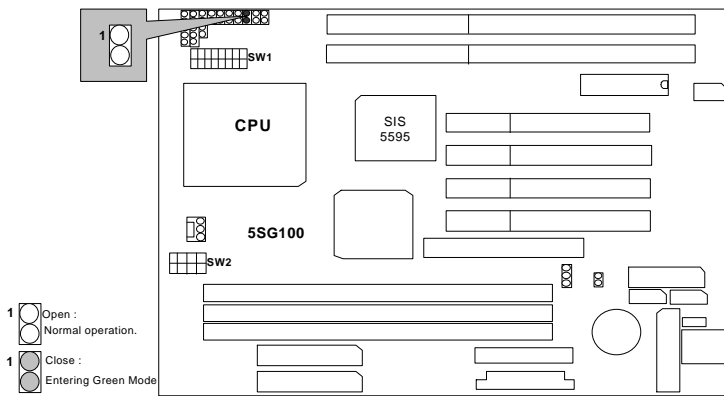 1
SW1
CPU
SIS
5595
5SG100
SW2
1
Open :
Normal operation.
1
Close :
Entering Green Mode